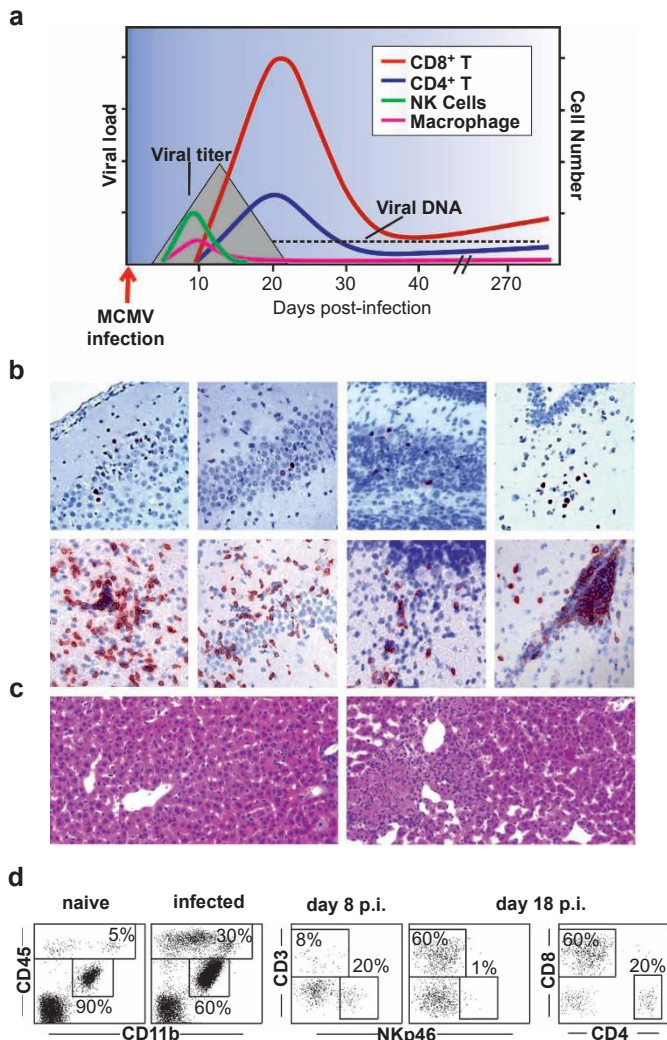 a
CD8+ T
CD4+ T
NK Cells
Macrophage
Viral load
Cell Number
Viral titer
Viral DNA
10 20 30 40 270
Days post-infection
MCMV
infection
b
c
d
naive infected day 8 p.i. day 18 p.i.
CD45
5% 30%
90% 60%
CD11b
CD3
8% 60%
20% 1%
NKp46
CD8
60%
20%
CD4